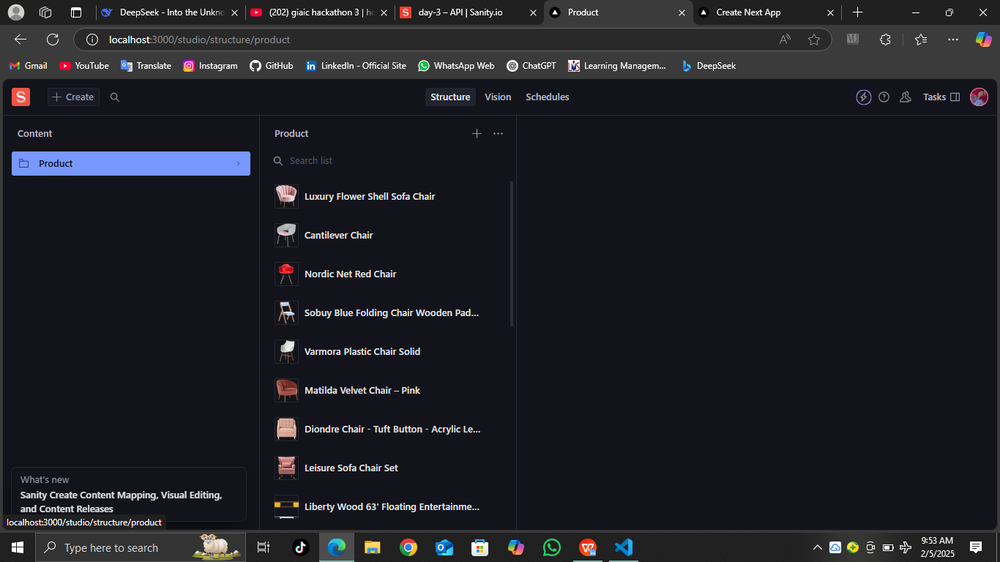 DeepSeek - Into the Unkno
(202) giaic hackathon 3 | h
day-3 – API | Sanity.io
Product
Create Next App
localhost:3000/studio/structure/product
Gmail
YouTube
Translate
Instagram
GitHub
LinkedIn - Official Site
WhatsApp Web
ChatGPT
Learning Managem...
DeepSeek
S
Create
Structure
Vision
Schedules
Tasks
Content
Product
Product
Search list
Luxury Flower Shell Sofa Chair
Cantilever Chair
Nordic Net Red Chair
Sobuy Blue Folding Chair Wooden Pad...
Varmora Plastic Chair Solid
Matilda Velvet Chair – Pink
Diondre Chair - Tuft Button - Acrylic Le...
Leisure Sofa Chair Set
Liberty Wood 63' Floating Entertainme...
What's new
Sanity Create Content Mapping, Visual Editing,
and Content Releases
localhost:3000/studio/structure/product
Type here to search
9:53 AM
2/5/2025